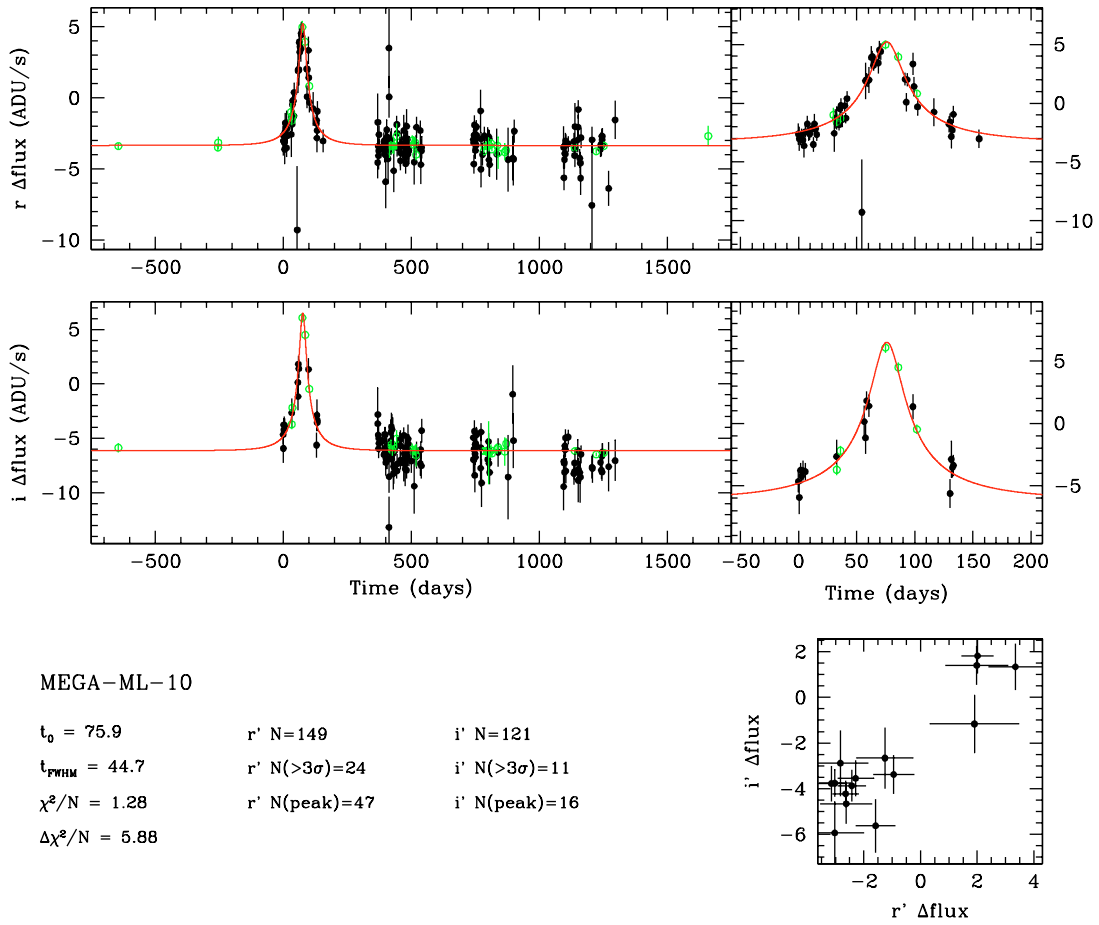 5
0
−5
−10
r Δflux (ADU/s)
5
0
−5
−10
−500
0
500
1000
1500
5
0
−5
−10
i Δflux (ADU/s)
5
0
−5
−500
0
500
1000
1500
−50
0
50
100
150
200
Time (days)
Time (days)
MEGA−ML−10
t₀ = 75.9
r' N=149
i' N=121
t_FWHM = 44.7
r' N(>3σ)=24
i' N(>3σ)=11
χ²/N = 1.28
r' N(peak)=47
i' N(peak)=16
Δχ²/N = 5.88
2
0
−2
−4
−6
i' Δflux
−2
0
2
4
r' Δflux